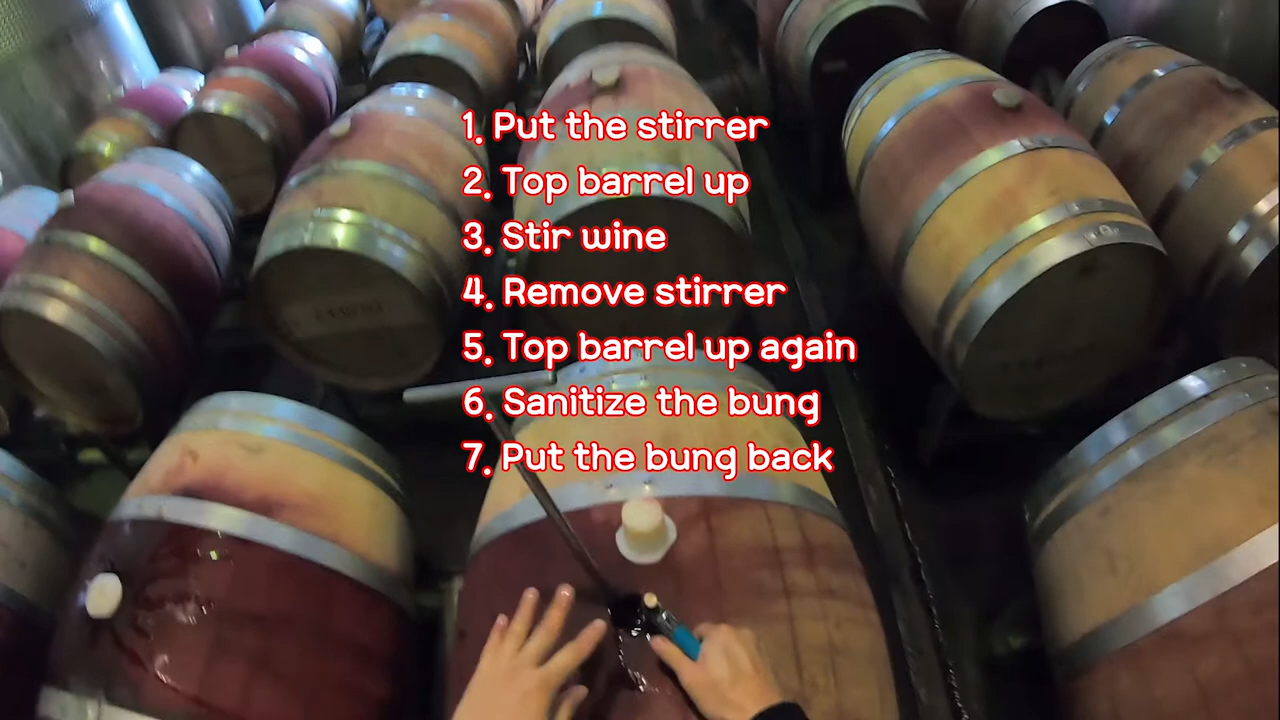 1. Put the stirrer
2. Top barrel up
3. Stir wine
4. Remove stirrer
5. Top barrel up again
6. Sanitize the bung
7. Put the bung back